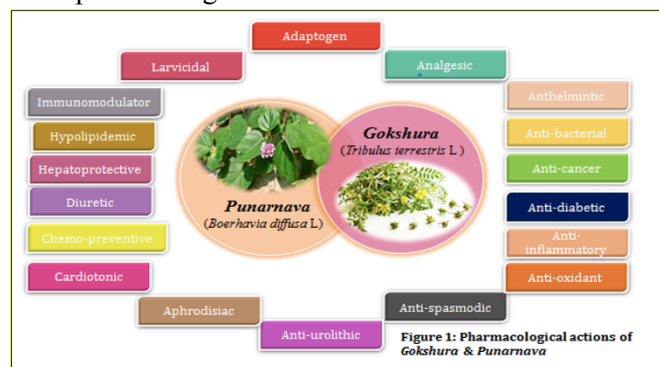 Adaptogen
Larvicidal
Analgesic
Immunomodulator
Anthelmintic
Hypolipidemic
Anti-bacterial
Hepatoprotective
Anti-cancer
Diuretic
Anti-diabetic
Chemo-preventive
Anti-
inflammatory
Cardiotonic
Anti-oxidant
Aphrodisiac
Anti-spasmodic
Anti-urolithic
Gokshura
(Tribulus terrestris L )
Punarnava
(Boerhavia diffusa L)
Figure 1: Pharmacological actions of
Gokshura & Punarnava